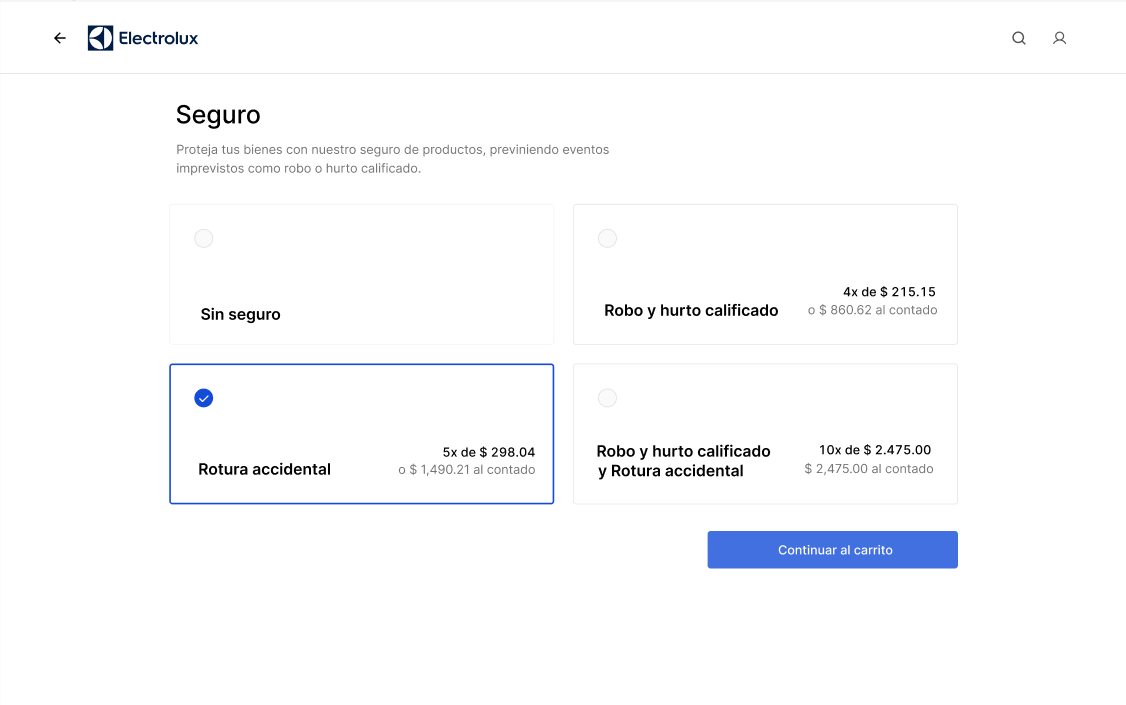 Electrolux
Seguro
Proteja tus bienes con nuestro seguro de productos, previniendo eventos
imprevistos como robo o hurto calificado.
Sin seguro
4x de $ 215.15
Robo y hurto calificado
o $ 860.62 al contado
5x de $ 298.04
Rotura accidental
o $ 1,490.21 al contado
Robo y hurto calificado
y Rotura accidental
10x de $ 2.475.00
$ 2,475.00 al contado
Continuar al carrito